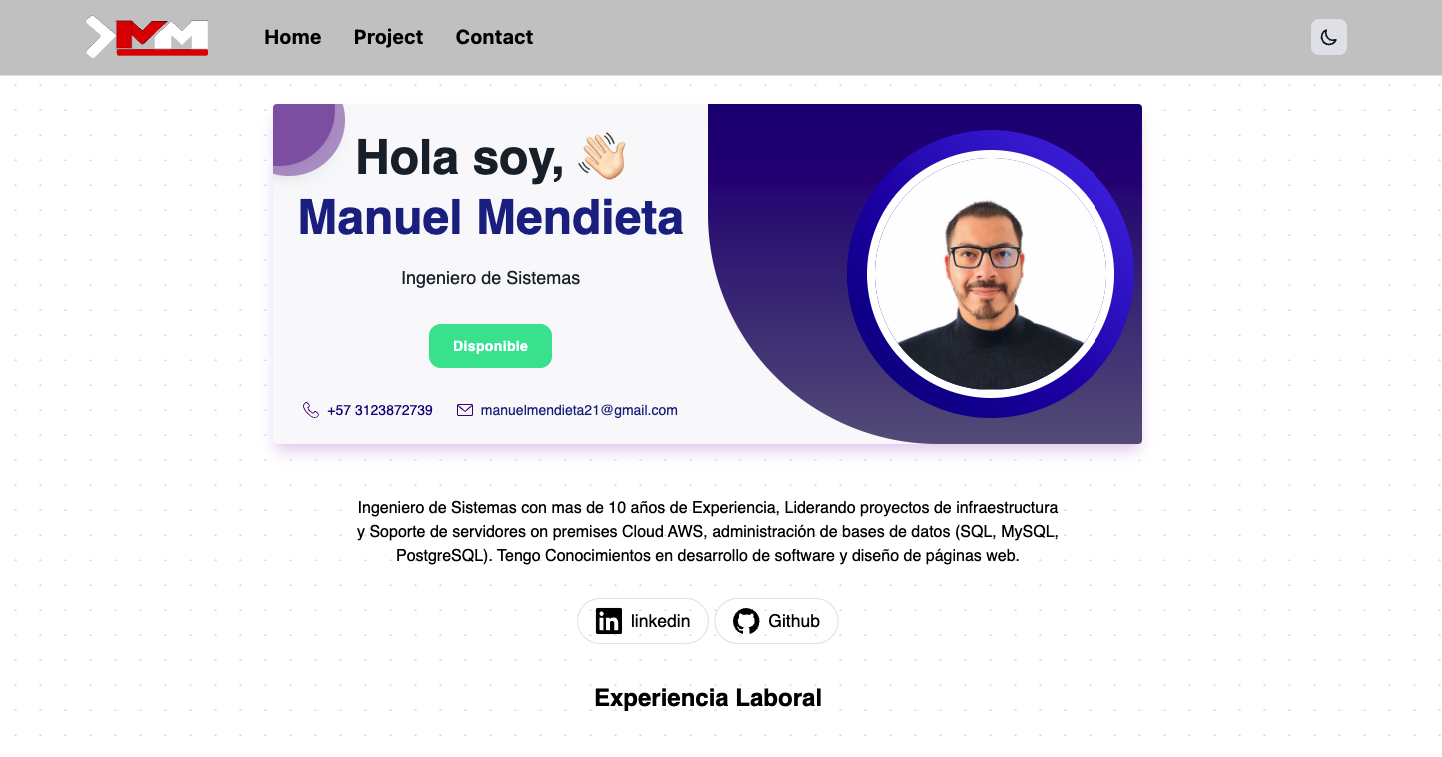 MM
Home Project Contact
Hola soy, 👋🏻
Manuel Mendieta
Ingeniero de Sistemas
Disponible
+57 3123872739 manuelmendieta21@gmail.com
Ingeniero de Sistemas con mas de 10 años de Experiencia, Liderando proyectos de infraestructura
y Soporte de servidores on premises Cloud AWS, administración de bases de datos (SQL, MySQL,
PostgreSQL). Tengo Conocimientos en desarrollo de software y diseño de páginas web.
linkedin Github
Experiencia Laboral